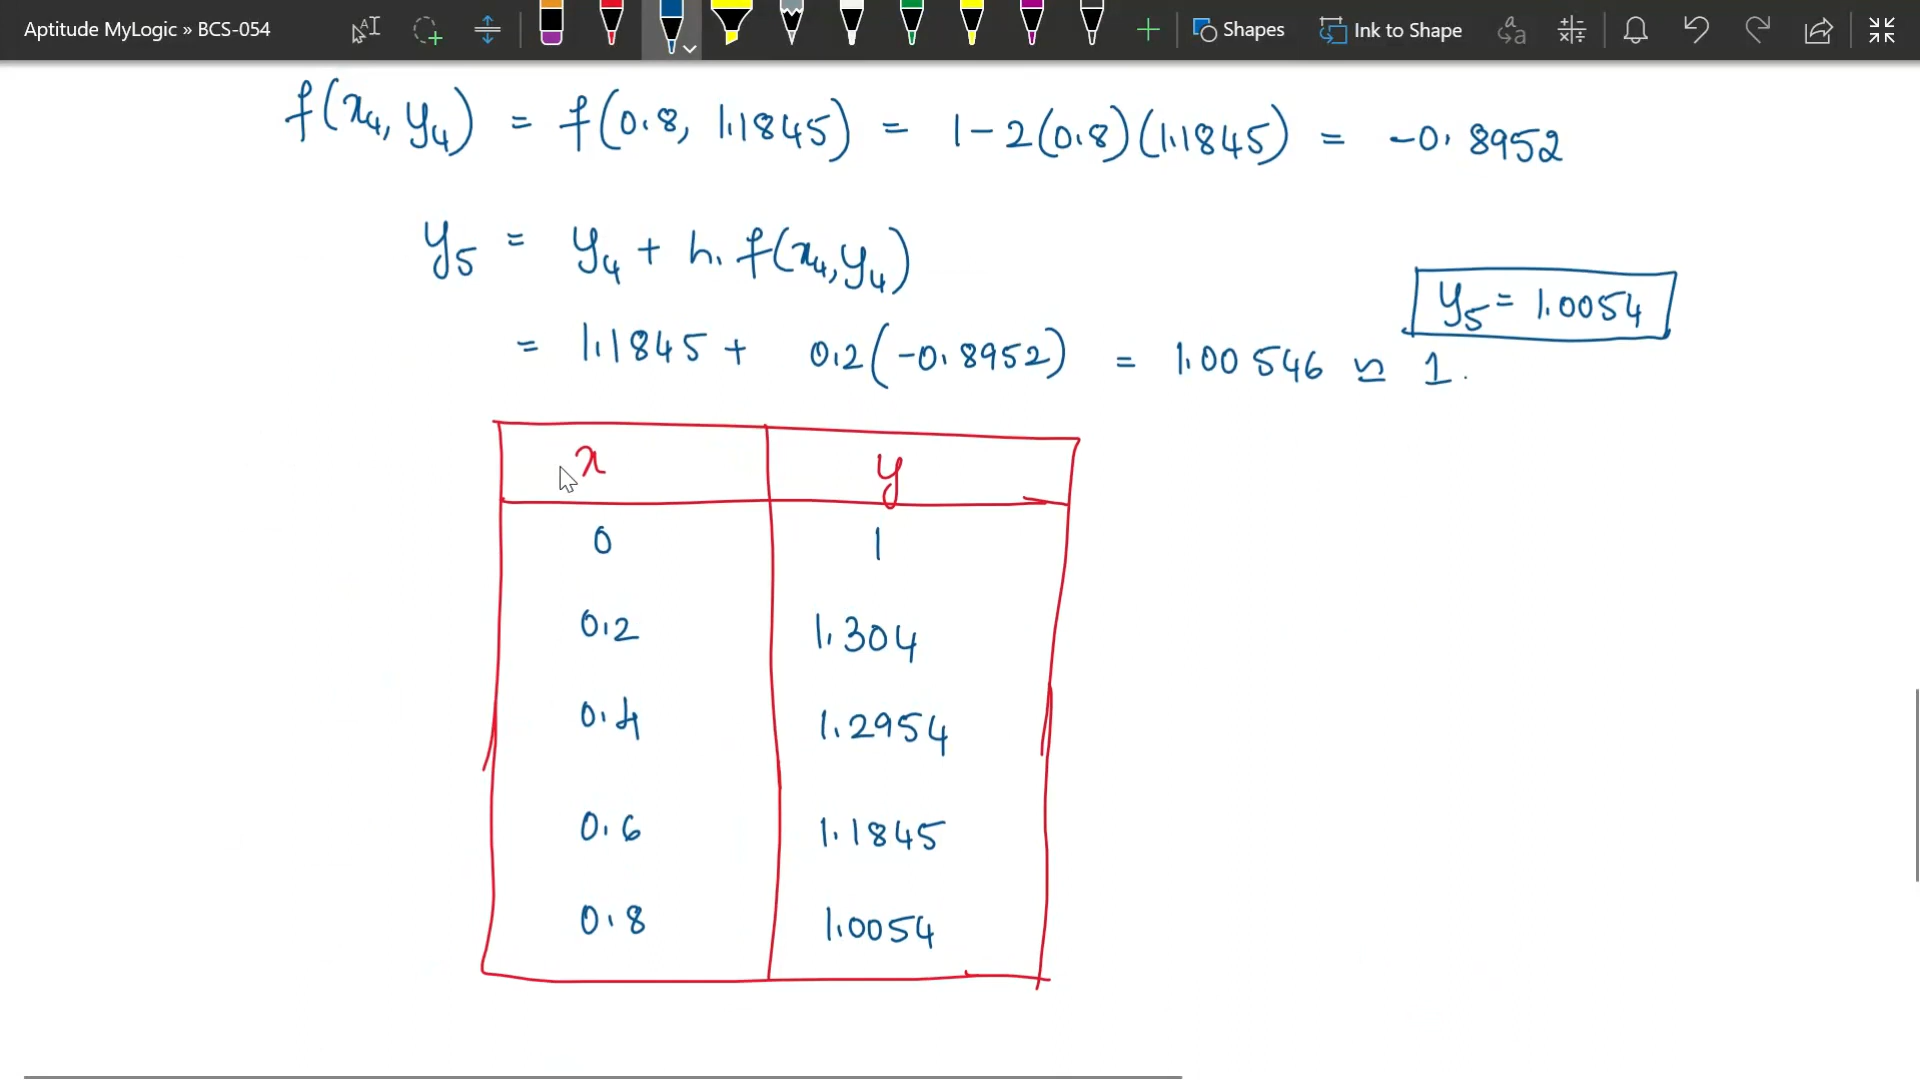 Aptitude MyLogic » BCS-054 Shapes Ink to Shape
f(x₄, y₄) = f(0.8, 1.1845) = 1-2(0.8)(1.1845) = -0.8952
y₅ = y₄ + h. f(x₄,y₄)
y₅ = 1.0054
= 1.1845 + 0.2(-0.8952) = 1.00546 ≌ 1.
x y
0 1
0.2 1.304
0.4 1.2954
0.6 1.1845
0.8 1.0054